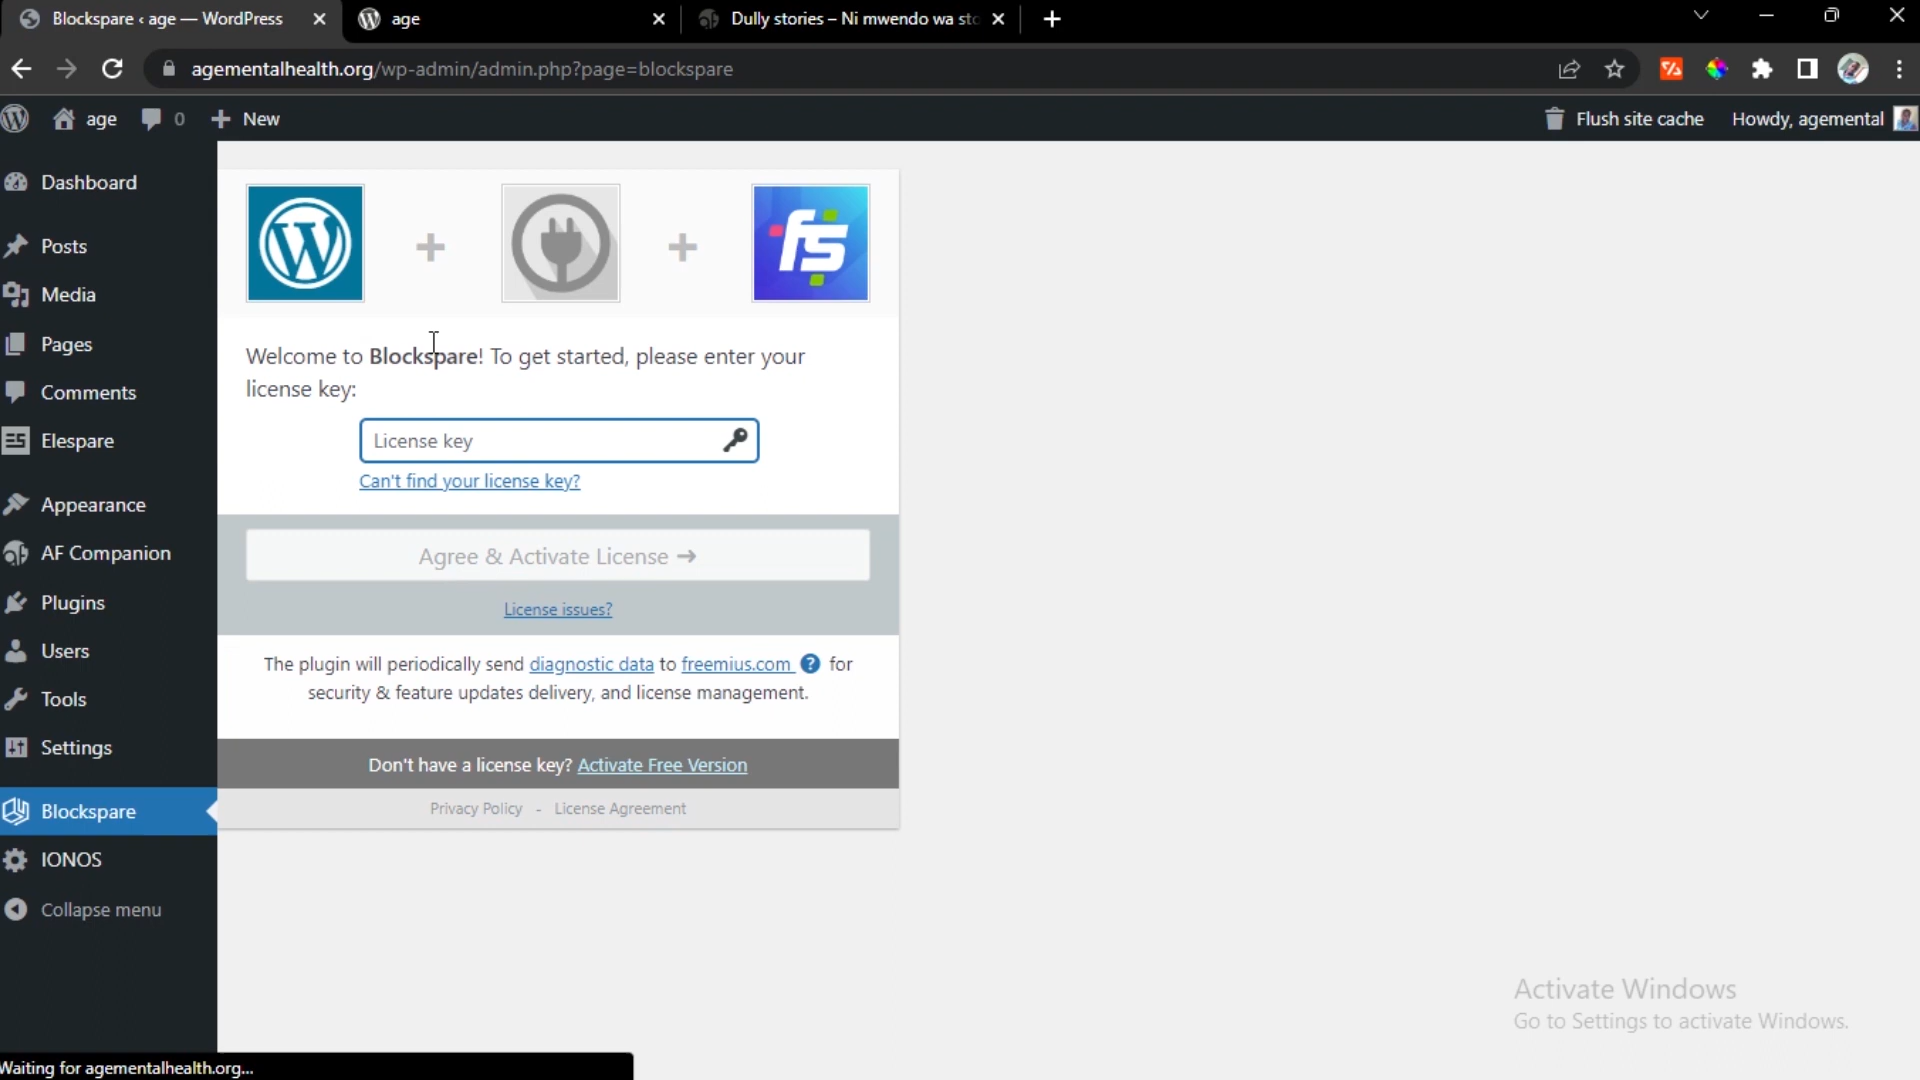 Blockspare ‹ age — WordPress
age
Dully stories – Ni mwendo wa sto
agementalhealth.org/wp-admin/admin.php?page=blockspare
age
0
New
Flush site cache
Howdy, agemental
Dashboard
Posts
Media
Pages
Comments
Elespare
Appearance
AF Companion
Plugins
Users
Tools
Settings
Blockspare
IONOS
Collapse menu
fs
Welcome to Blockspare! To get started, please enter your
license key:
License key
Can't find your license key?
Agree & Activate License →
License issues?
The plugin will periodically send diagnostic data to freemius.com ? for
security & feature updates delivery, and license management.
Don't have a license key? Activate Free Version
Privacy Policy - License Agreement
Activate Windows
Go to Settings to activate Windows.
Waiting for agementalhealth.org...